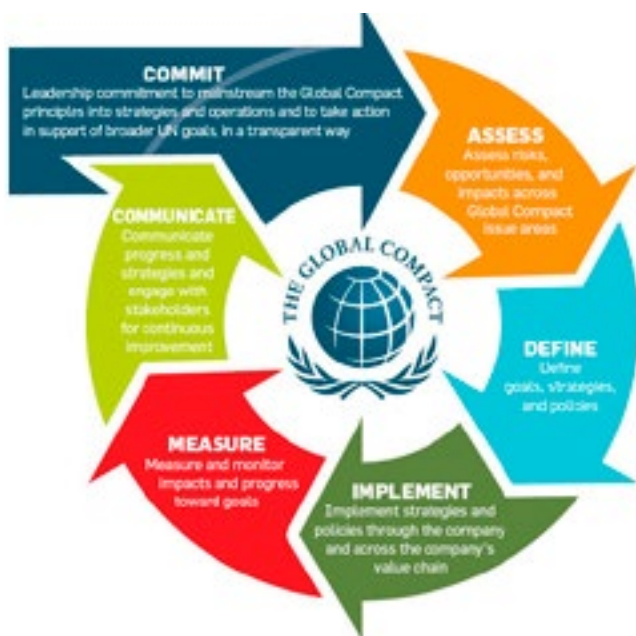 COMMIT
Leadership commitment to mainstream the Global Compact
principles into strategies and operations and to take action
in support of broader UN goals, in a transparent way
ASSESS
Assess risks,
opportunities, and
impacts across
Global Compact
issue areas
DEFINE
Define
goals, strategies,
and policies
IMPLEMENT
Implement strategies and
policies through the company
and across the company's
value chain
MEASURE
Measure and monitor
impacts and progress
toward goals
COMMUNICATE
Communicate
progress and
strategies and
engage with
stakeholders
for continuous
improvement
THE GLOBAL COMPACT